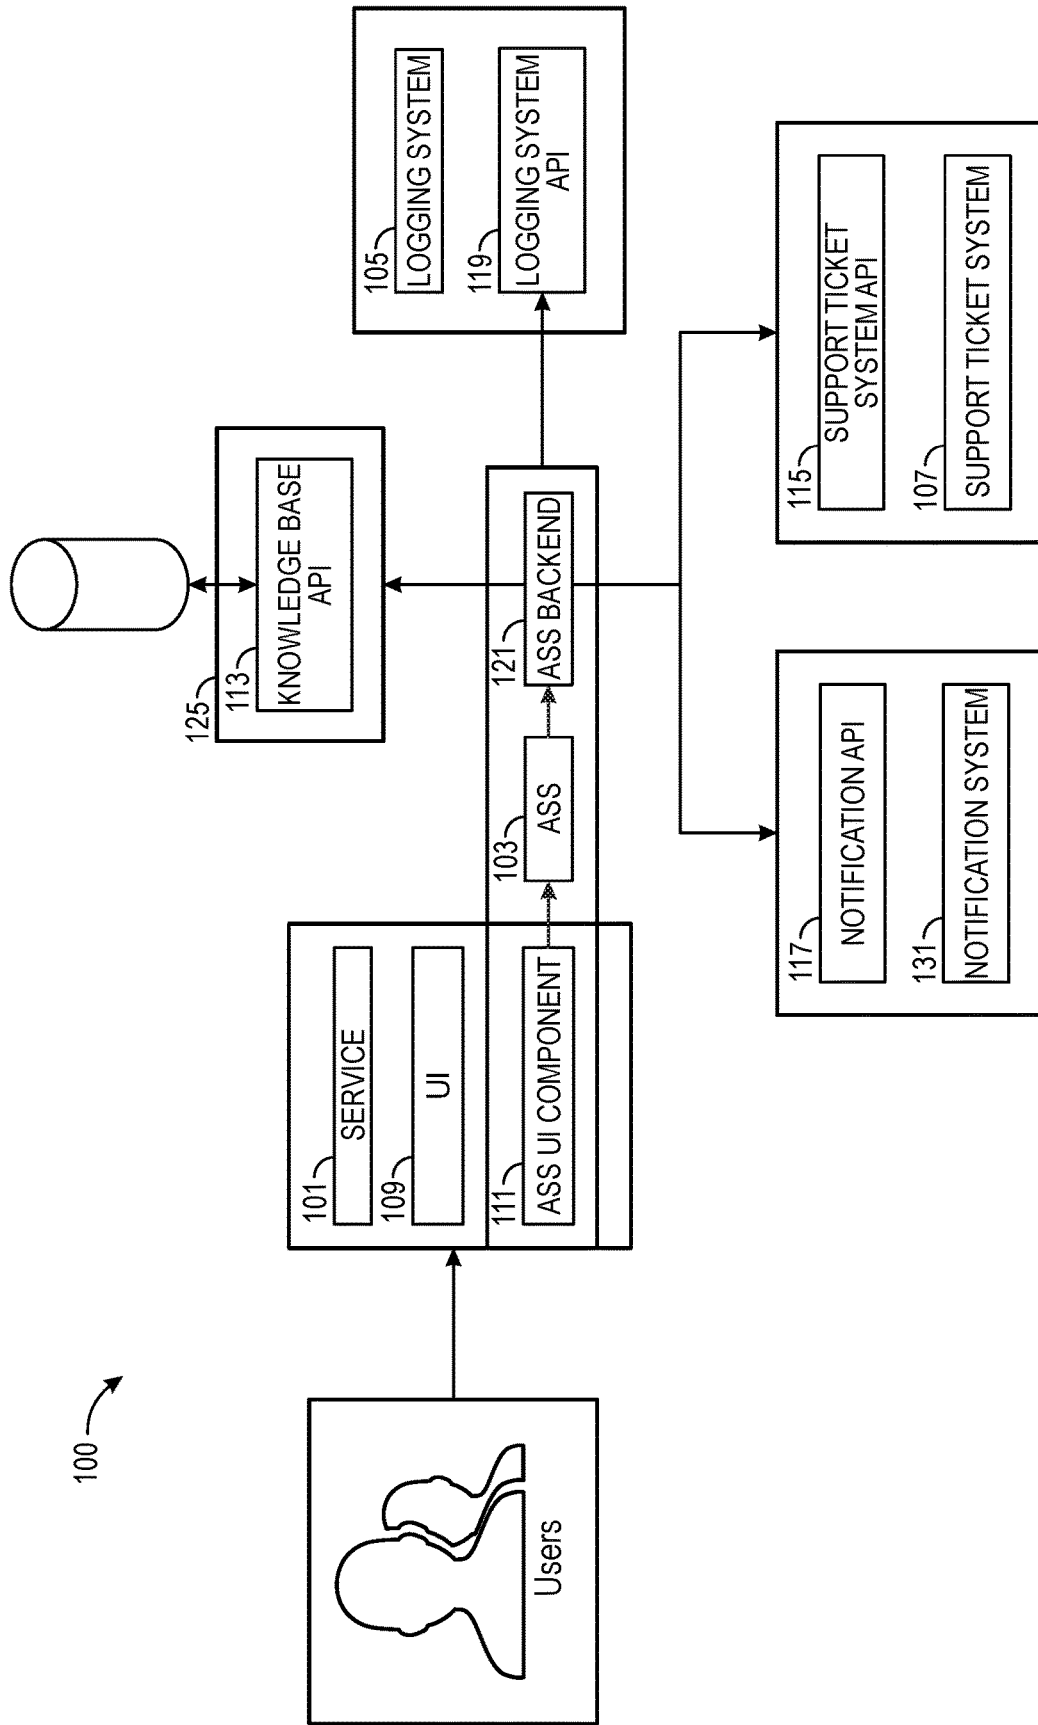 100
Users
101
SERVICE
109
UI
111
ASS UI COMPONENT
103
ASS
121
ASS BACKEND
125
113
KNOWLEDGE BASE
API
105
LOGGING SYSTEM
119
LOGGING SYSTEM
API
117
NOTIFICATION API
131
NOTIFICATION SYSTEM
115
SUPPORT TICKET
SYSTEM API
107
SUPPORT TICKET SYSTEM